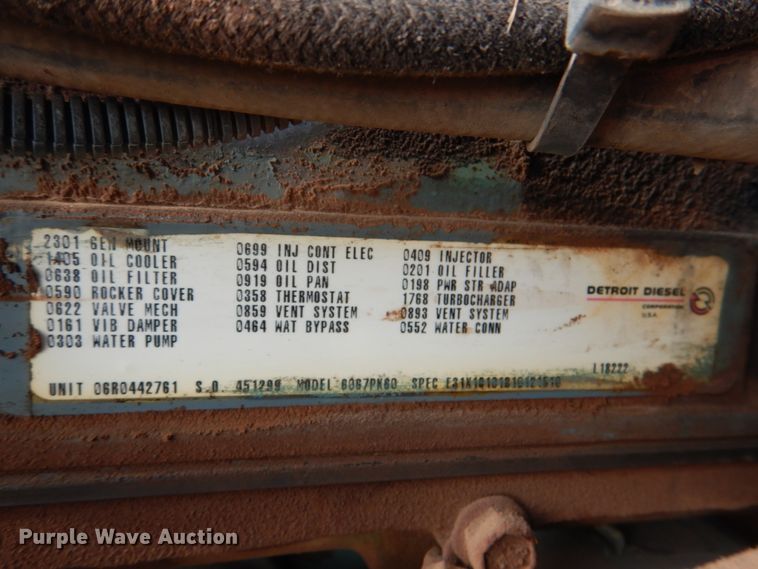 2301 GEN MOUNT
1405 OIL COOLER
0638 OIL FILTER
0590 ROCKER COVER
0622 VALVE MECH
0161 VIB DAMPER
0303 WATER PUMP
0699 INJ CONT ELEC
0594 OIL DIST
0919 OIL PAN
0358 THERMOSTAT
0859 VENT SYSTEM
0464 WAT BYPASS
0409 INJECTOR
0201 OIL FILLER
0198 PWR STR ADAP
1768 TURBOCHARGER
0893 VENT SYSTEM
0552 WATER CONN
DETROIT DIESEL
CORPORATION
U.S.A.
L18222
UNIT 06R0442761 S.O. 451299 MODEL 6067PK60 SPEC
Purple Wave Auction